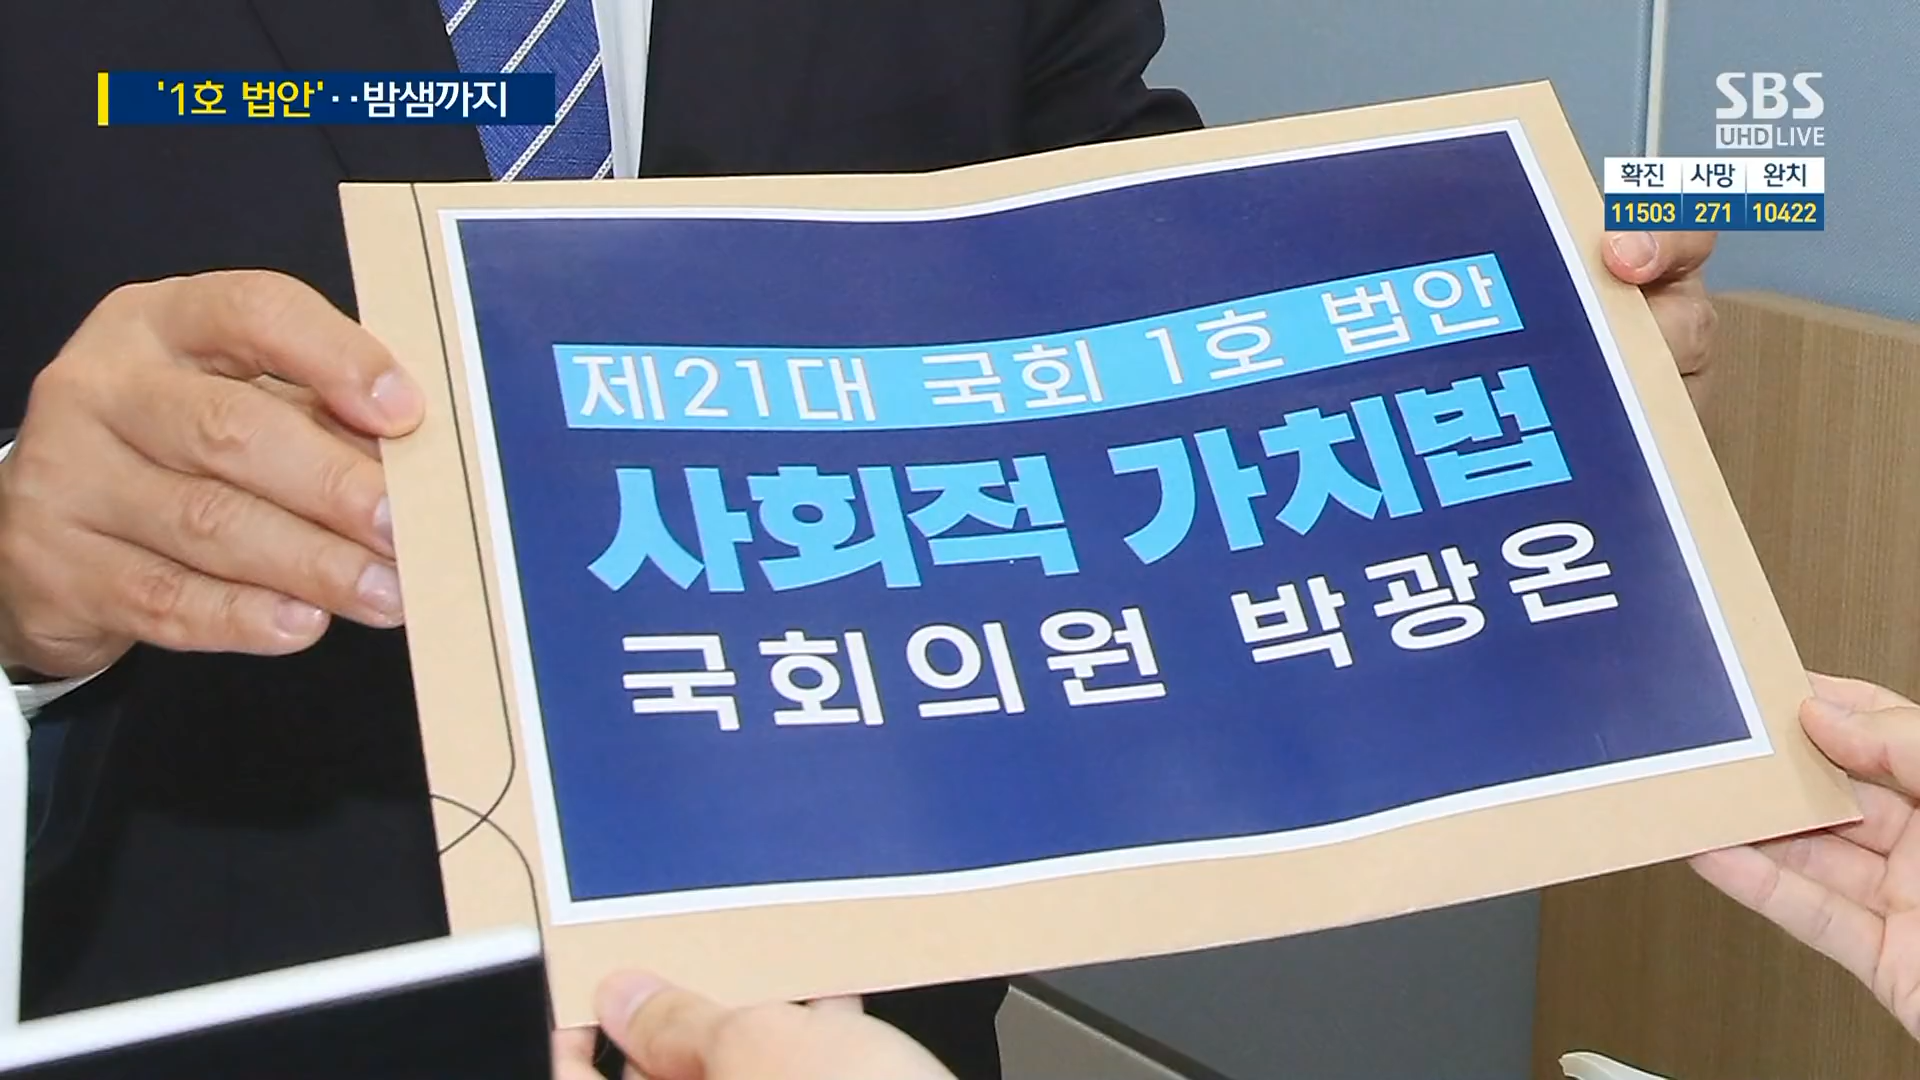 '1호 법안'‥밤샘까지
SBS
UHD LIVE
확진 사망 완치
11503 271 10422
제21대 국회 1호 법안
사회적 가치법
국회의원 박광온